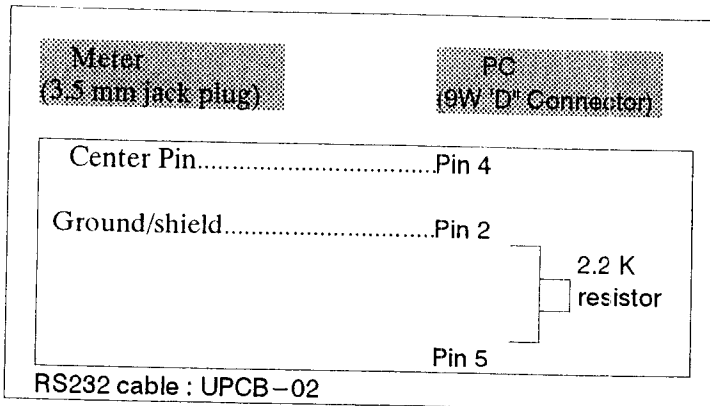 Meter
(3.5 mm jack plug)
PC
(9W 'D" Connector)
Center Pin..................................Pin 4
Ground/shield..............................Pin 2
2.2 K
resistor
Pin 5
RS232 cable : UPCB-02